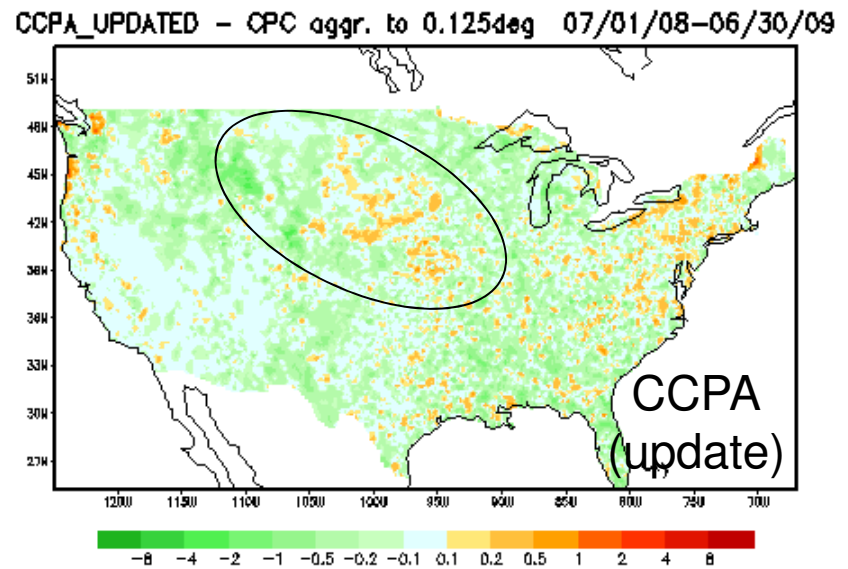 CCPA_UPDATED - CPC aggr. to 0.125deg 07/01/08-06/30/09
51N
48N
45N
42N
39N
36N
33N
30N
27N
CCPA
(update)
120W 115W 110W 105W 100W 95W 90W 85W 80W 75W 70W
-8 -4 -2 -1 -0.5 -0.2 -0.1 0.1 0.2 0.5 1 2 4 8